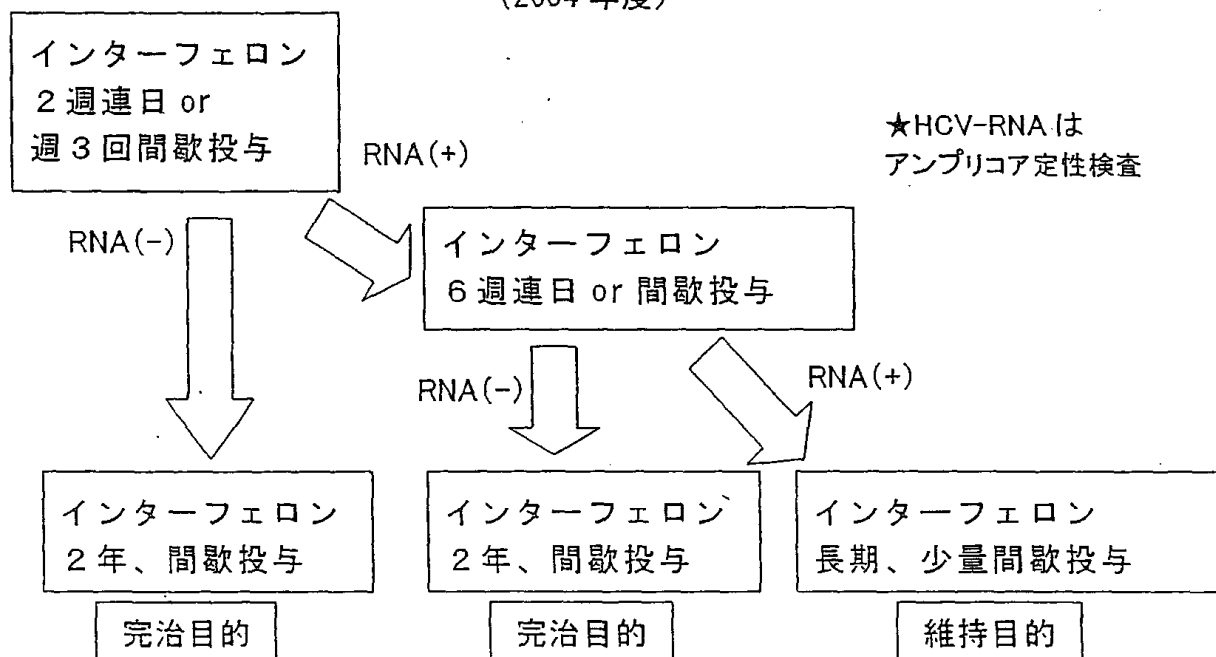 (2004 年度)
インターフェロン
2週連日 or
週3回間歇投与
RNA(+)
★HCV-RNA は
アンプリコア定性検査
RNA(-)
インターフェロン
6週連日 or 間歇投与
RNA(-)
RNA(+)
インターフェロン
2年、間歇投与
インターフェロン
2年、間歇投与
インターフェロン
長期、少量間歇投与
完治目的
完治目的
維持目的